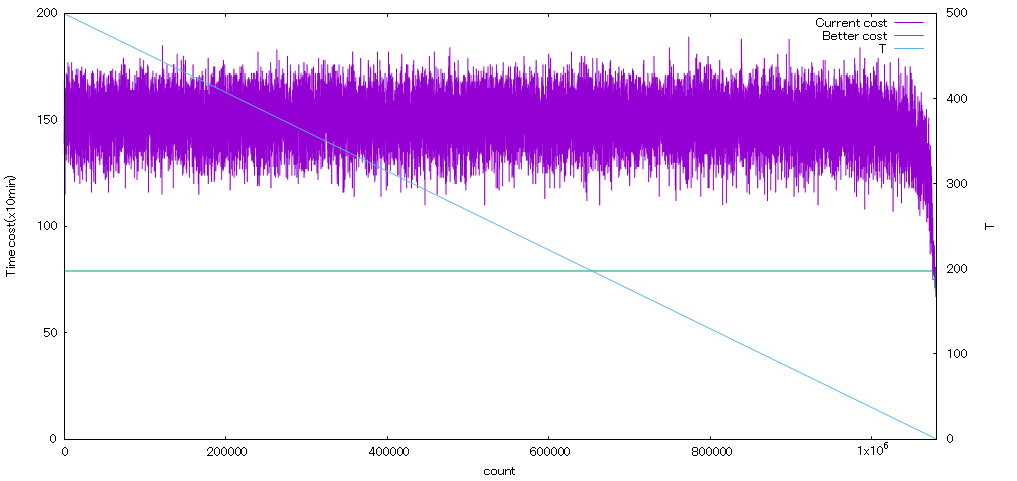 200
150
100
50
0
Time cost(x10min)
Current cost
Better cost
T
500
400
300
200
100
0
T
0
200000
400000
600000
800000
1x10⁶
count